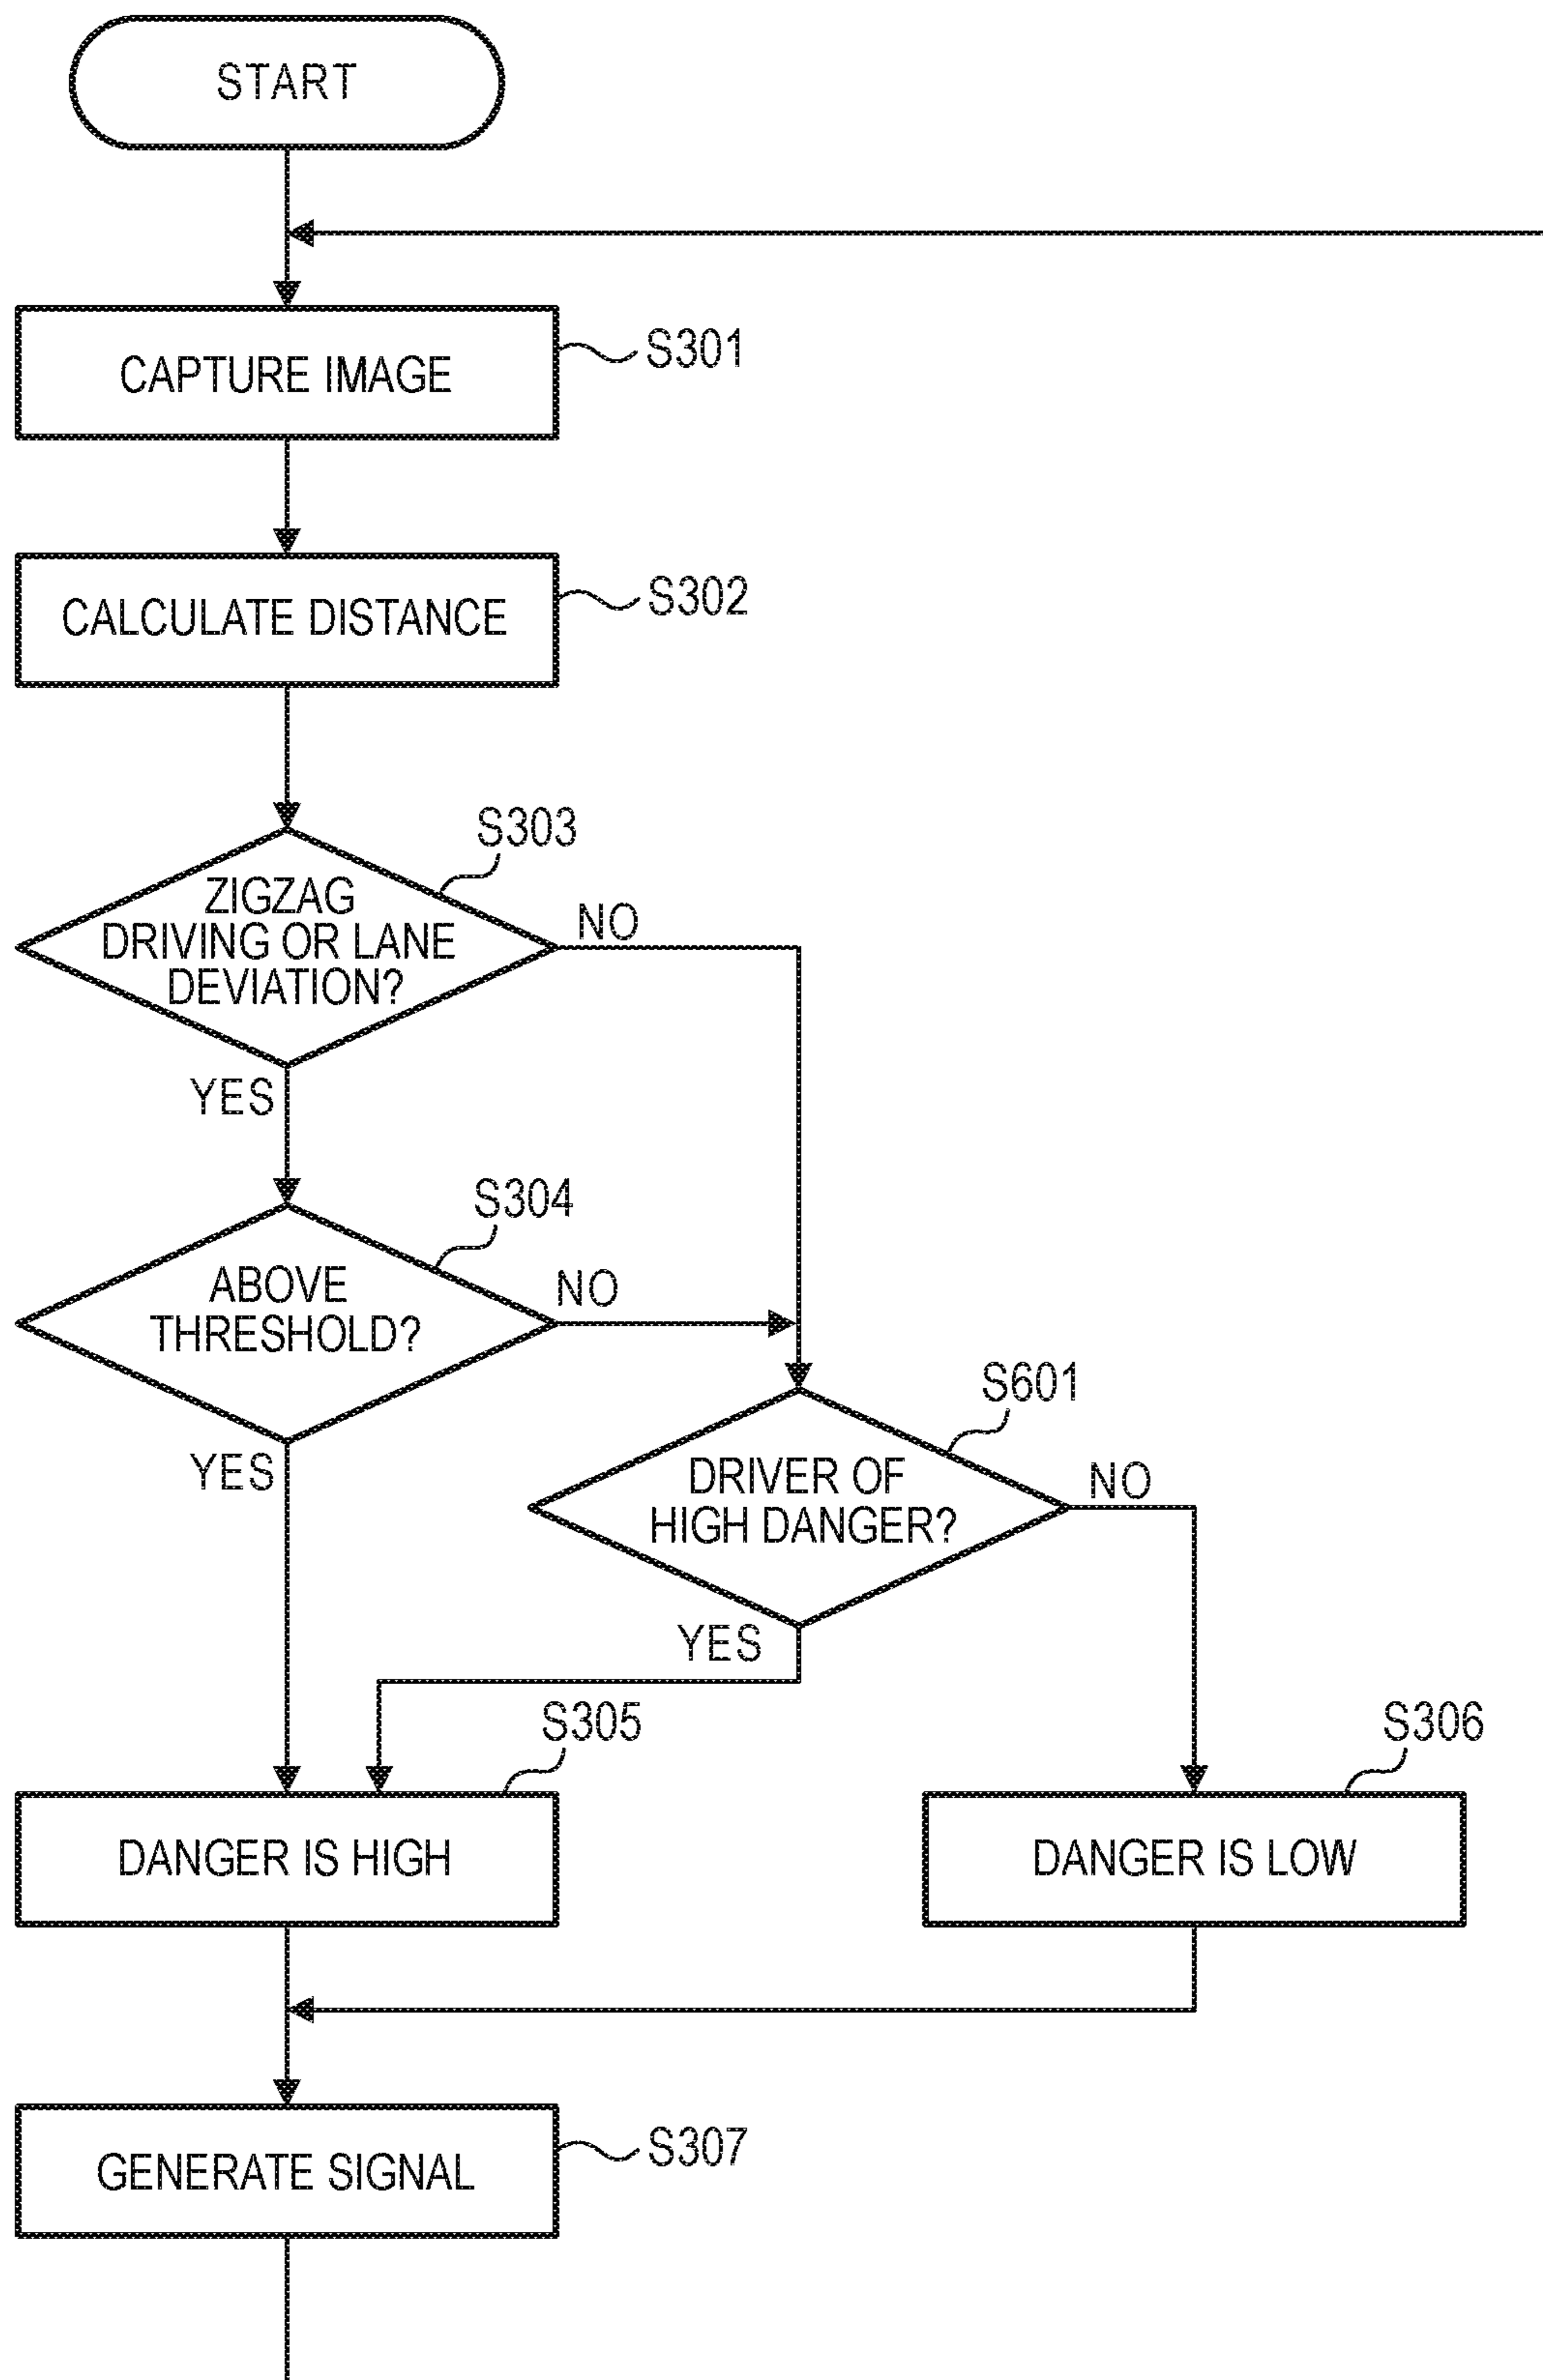 START
CAPTURE IMAGE
S301
CALCULATE DISTANCE
S302
S303
ZIGZAG
DRIVING OR LANE
DEVIATION?
NO
YES
S304
ABOVE
THRESHOLD?
NO
YES
S601
DRIVER OF
HIGH DANGER?
NO
YES
S305
DANGER IS HIGH
S306
DANGER IS LOW
GENERATE SIGNAL
S307